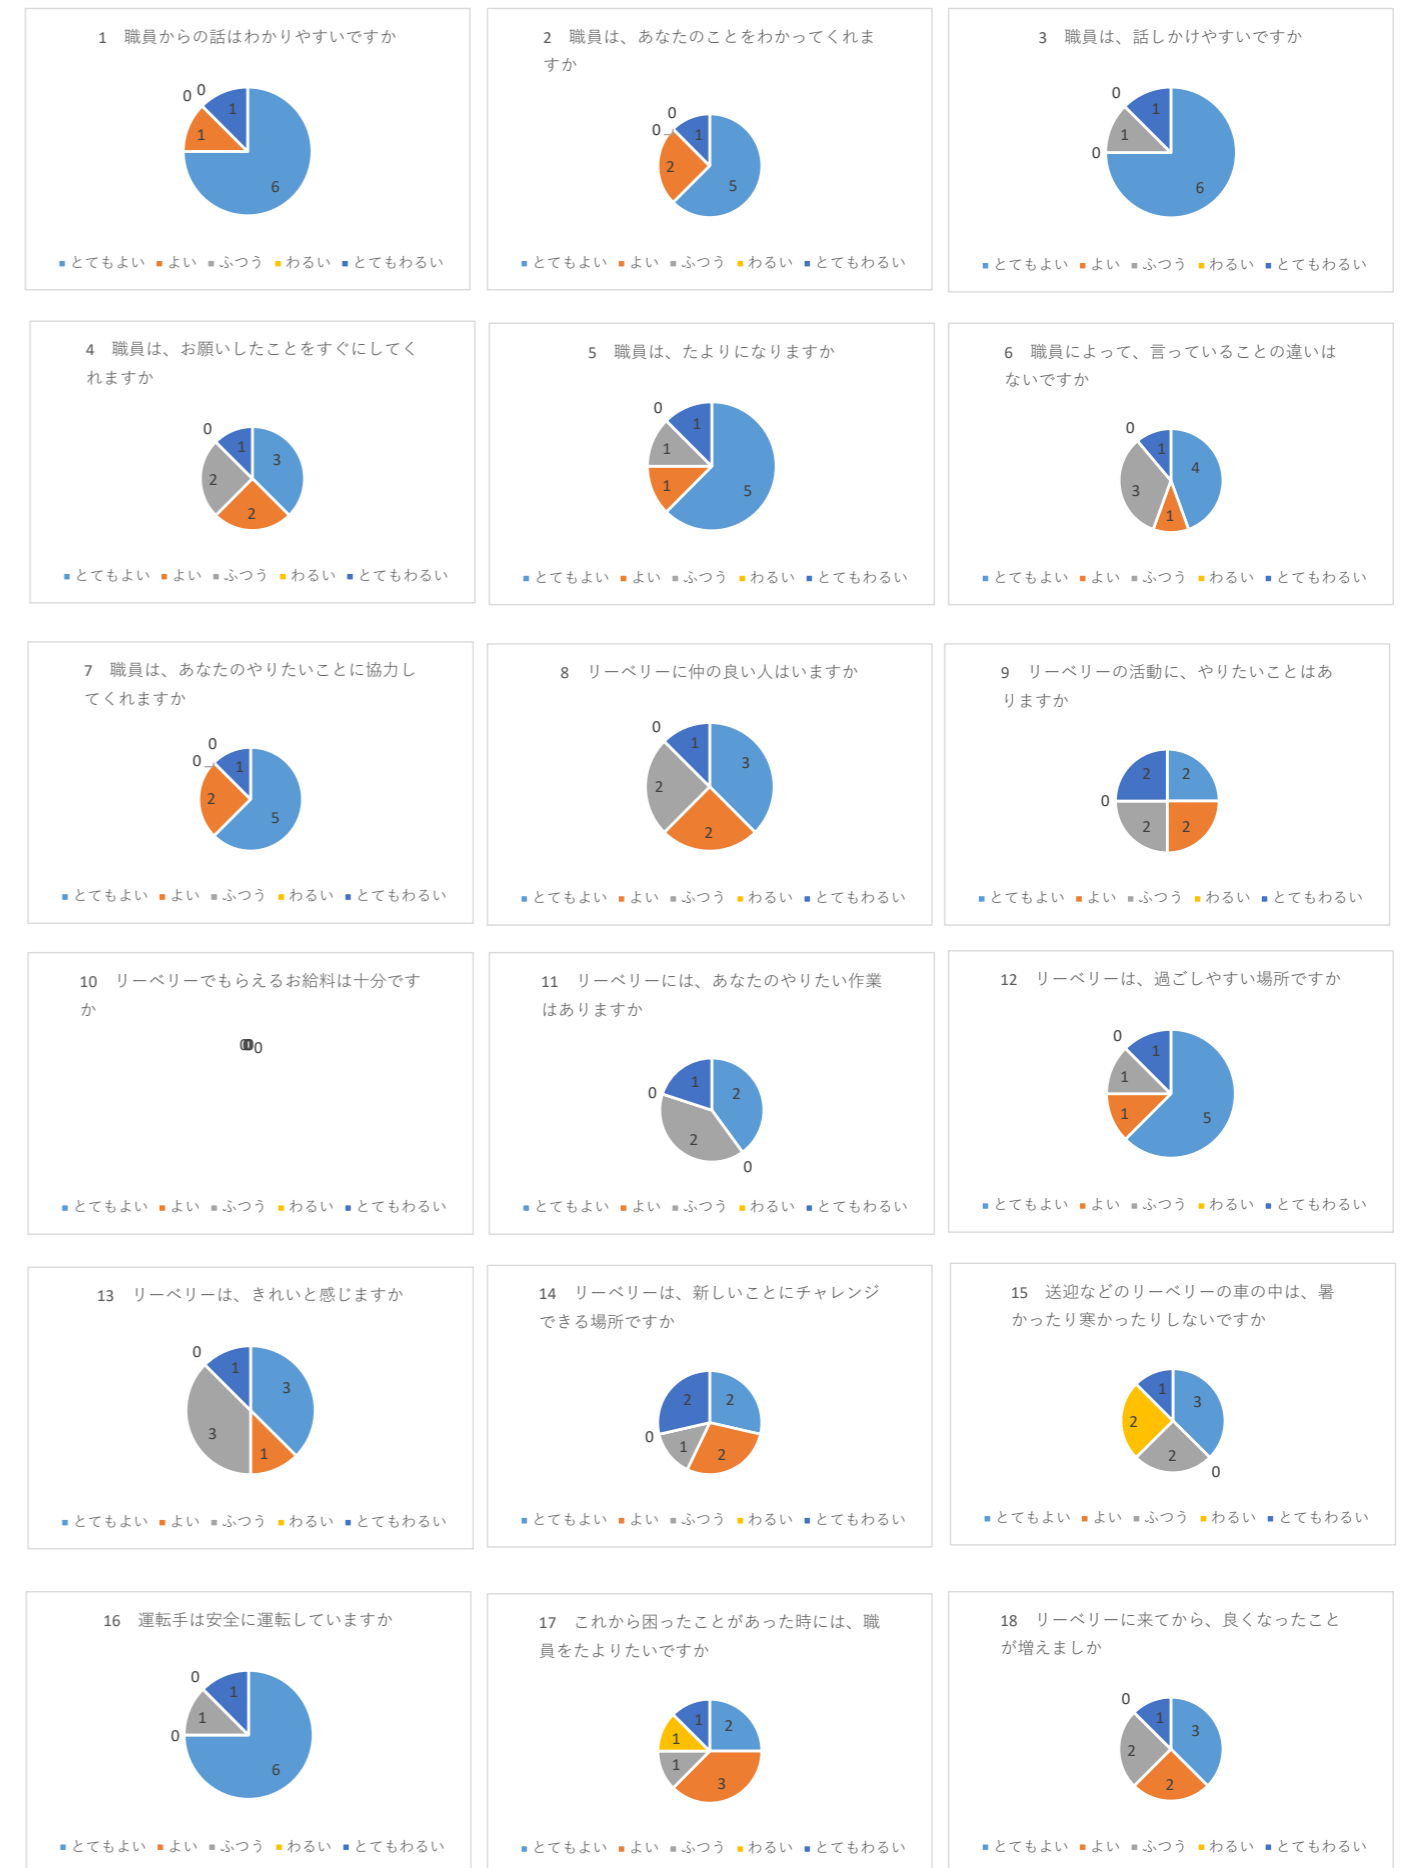 1　職員からの話はわかりやすいですか
0
0
1
1
6
とてもよい よい ふつう わるい とてもわるい
2　職員は、あなたのことをわかってくれま
すか
0
0
1
2
5
とてもよい よい ふつう わるい とてもわるい
3　職員は、話しかけやすいですか
0
1
1
0
6
とてもよい よい ふつう わるい とてもわるい
4　職員は、お願いしたことをすぐにしてく
れますか
0
1
3
2
2
とてもよい よい ふつう わるい とてもわるい
5　職員は、たよりになりますか
0
1
1
1
5
とてもよい よい ふつう わるい とてもわるい
6　職員によって、言っていることの違いは
ないですか
0
1
4
3
1
とてもよい よい ふつう わるい とてもわるい
7　職員は、あなたのやりたいことに協力し
てくれますか
0
0
1
2
5
とてもよい よい ふつう わるい とてもわるい
8　リーベリーに仲の良い人はいますか
0
1
3
2
2
とてもよい よい ふつう わるい とてもわるい
9　リーベリーの活動に、やりたいことはあ
りますか
2
2
0
2
2
とてもよい よい ふつう わるい とてもわるい
10　リーベリーでもらえるお給料は十分です
か
0
とてもよい よい ふつう わるい とてもわるい
11　リーベリーには、あなたのやりたい作業
はありますか
1
2
0
2
0
とてもよい よい ふつう わるい とてもわるい
12　リーベリーは、過ごしやすい場所ですか
0
1
1
1
5
とてもよい よい ふつう わるい とてもわるい
13　リーベリーは、きれいと感じますか
0
1
3
3
1
とてもよい よい ふつう わるい とてもわるい
14　リーベリーは、新しいことにチャレンジ
できる場所ですか
2
2
0
1
2
とてもよい よい ふつう わるい とてもわるい
15　送迎などのリーベリーの車の中は、暑
かったり寒かったりしないですか
1
3
2
2
0
とてもよい よい ふつう わるい とてもわるい
16　運転手は安全に運転していますか
0
1
1
0
6
とてもよい よい ふつう わるい とてもわるい
17　これから困ったことがあった時には、職
員をたよりたいですか
1
2
1
1
3
とてもよい よい ふつう わるい とてもわるい
18　リーベリーに来てから、良くなったこと
が増えましか
0
1
3
2
2
とてもよい よい ふつう わるい とてもわるい